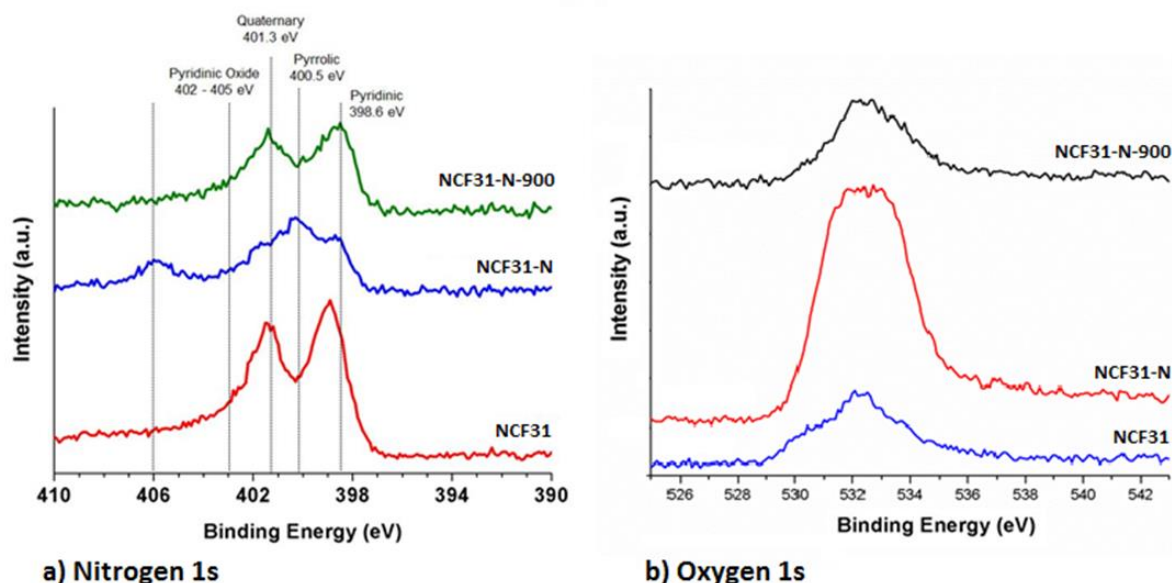 Quaternary
401.3 eV
Pyridinic Oxide
402 - 405 eV
Pyrrolic
400.5 eV
Pyridinic
398.6 eV
NCF31-N-900
NCF31-N
NCF31
Intensity (a.u.)
410 406 402 398 394 390
Binding Energy (eV)
a) Nitrogen 1s
NCF31-N-900
NCF31-N
NCF31
Intensity (a.u.)
526 528 530 532 534 536 538 540 542
Binding Energy (eV)
b) Oxygen 1s